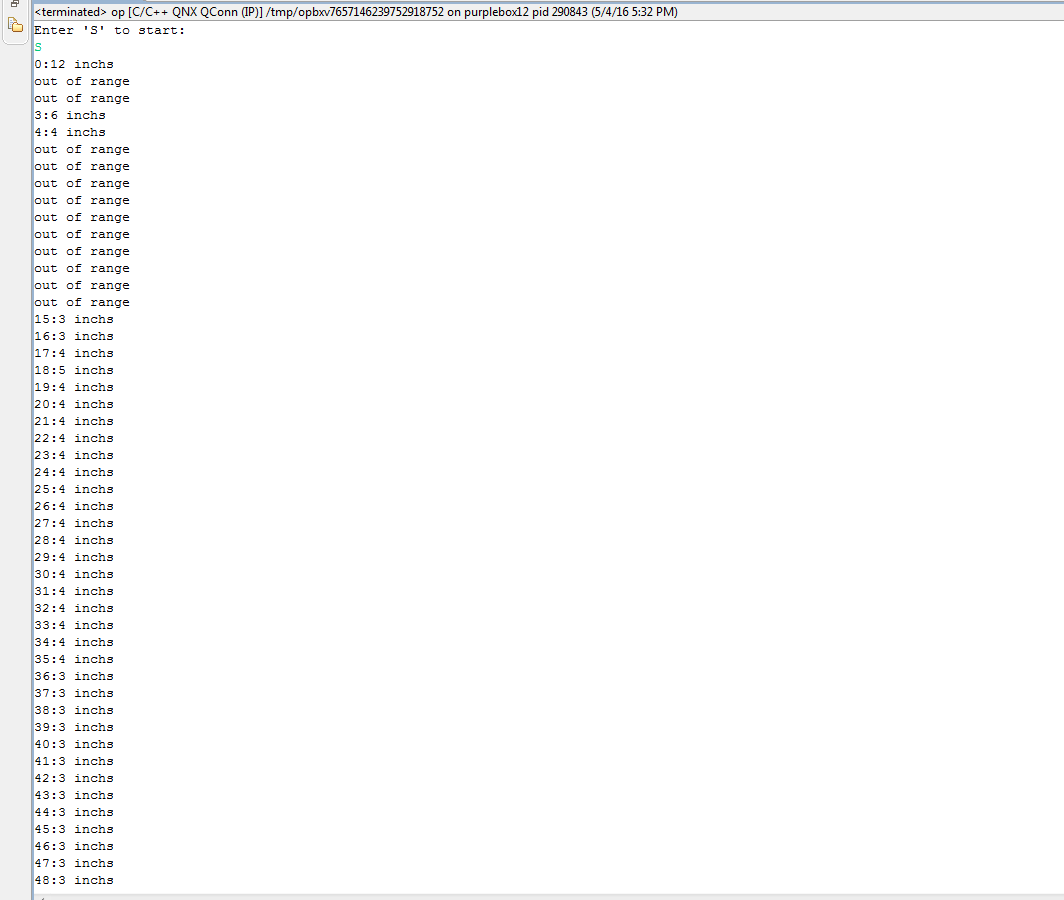 <terminated> op [C/C++ QNX QConn (IP)] /tmp/opbxv7657146239752918752 on purplebox12 pid 290843 (5/4/16 5:32 PM)
Enter 'S' to start:
S
0:12 inchs
out of range
out of range
3:6 inchs
4:4 inchs
out of range
out of range
out of range
out of range
out of range
out of range
out of range
out of range
out of range
out of range
15:3 inchs
16:3 inchs
17:4 inchs
18:5 inchs
19:4 inchs
20:4 inchs
21:4 inchs
22:4 inchs
23:4 inchs
24:4 inchs
25:4 inchs
26:4 inchs
27:4 inchs
28:4 inchs
29:4 inchs
30:4 inchs
31:4 inchs
32:4 inchs
33:4 inchs
34:4 inchs
35:4 inchs
36:3 inchs
37:3 inchs
38:3 inchs
39:3 inchs
40:3 inchs
41:3 inchs
42:3 inchs
43:3 inchs
44:3 inchs
45:3 inchs
46:3 inchs
47:3 inchs
48:3 inchs